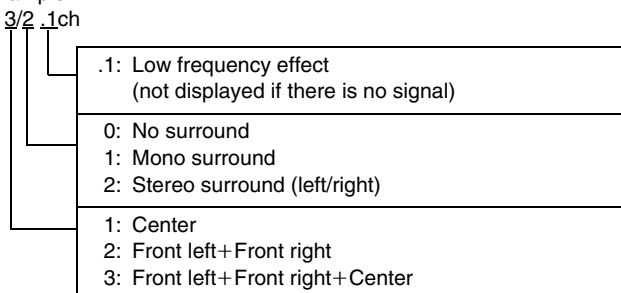 3/2 .1ch
.1: Low frequency effect
(not displayed if there is no signal)
0: No surround
1: Mono surround
2: Stereo surround (left/right)
1: Center
2: Front left+Front right
3: Front left+Front right+Center